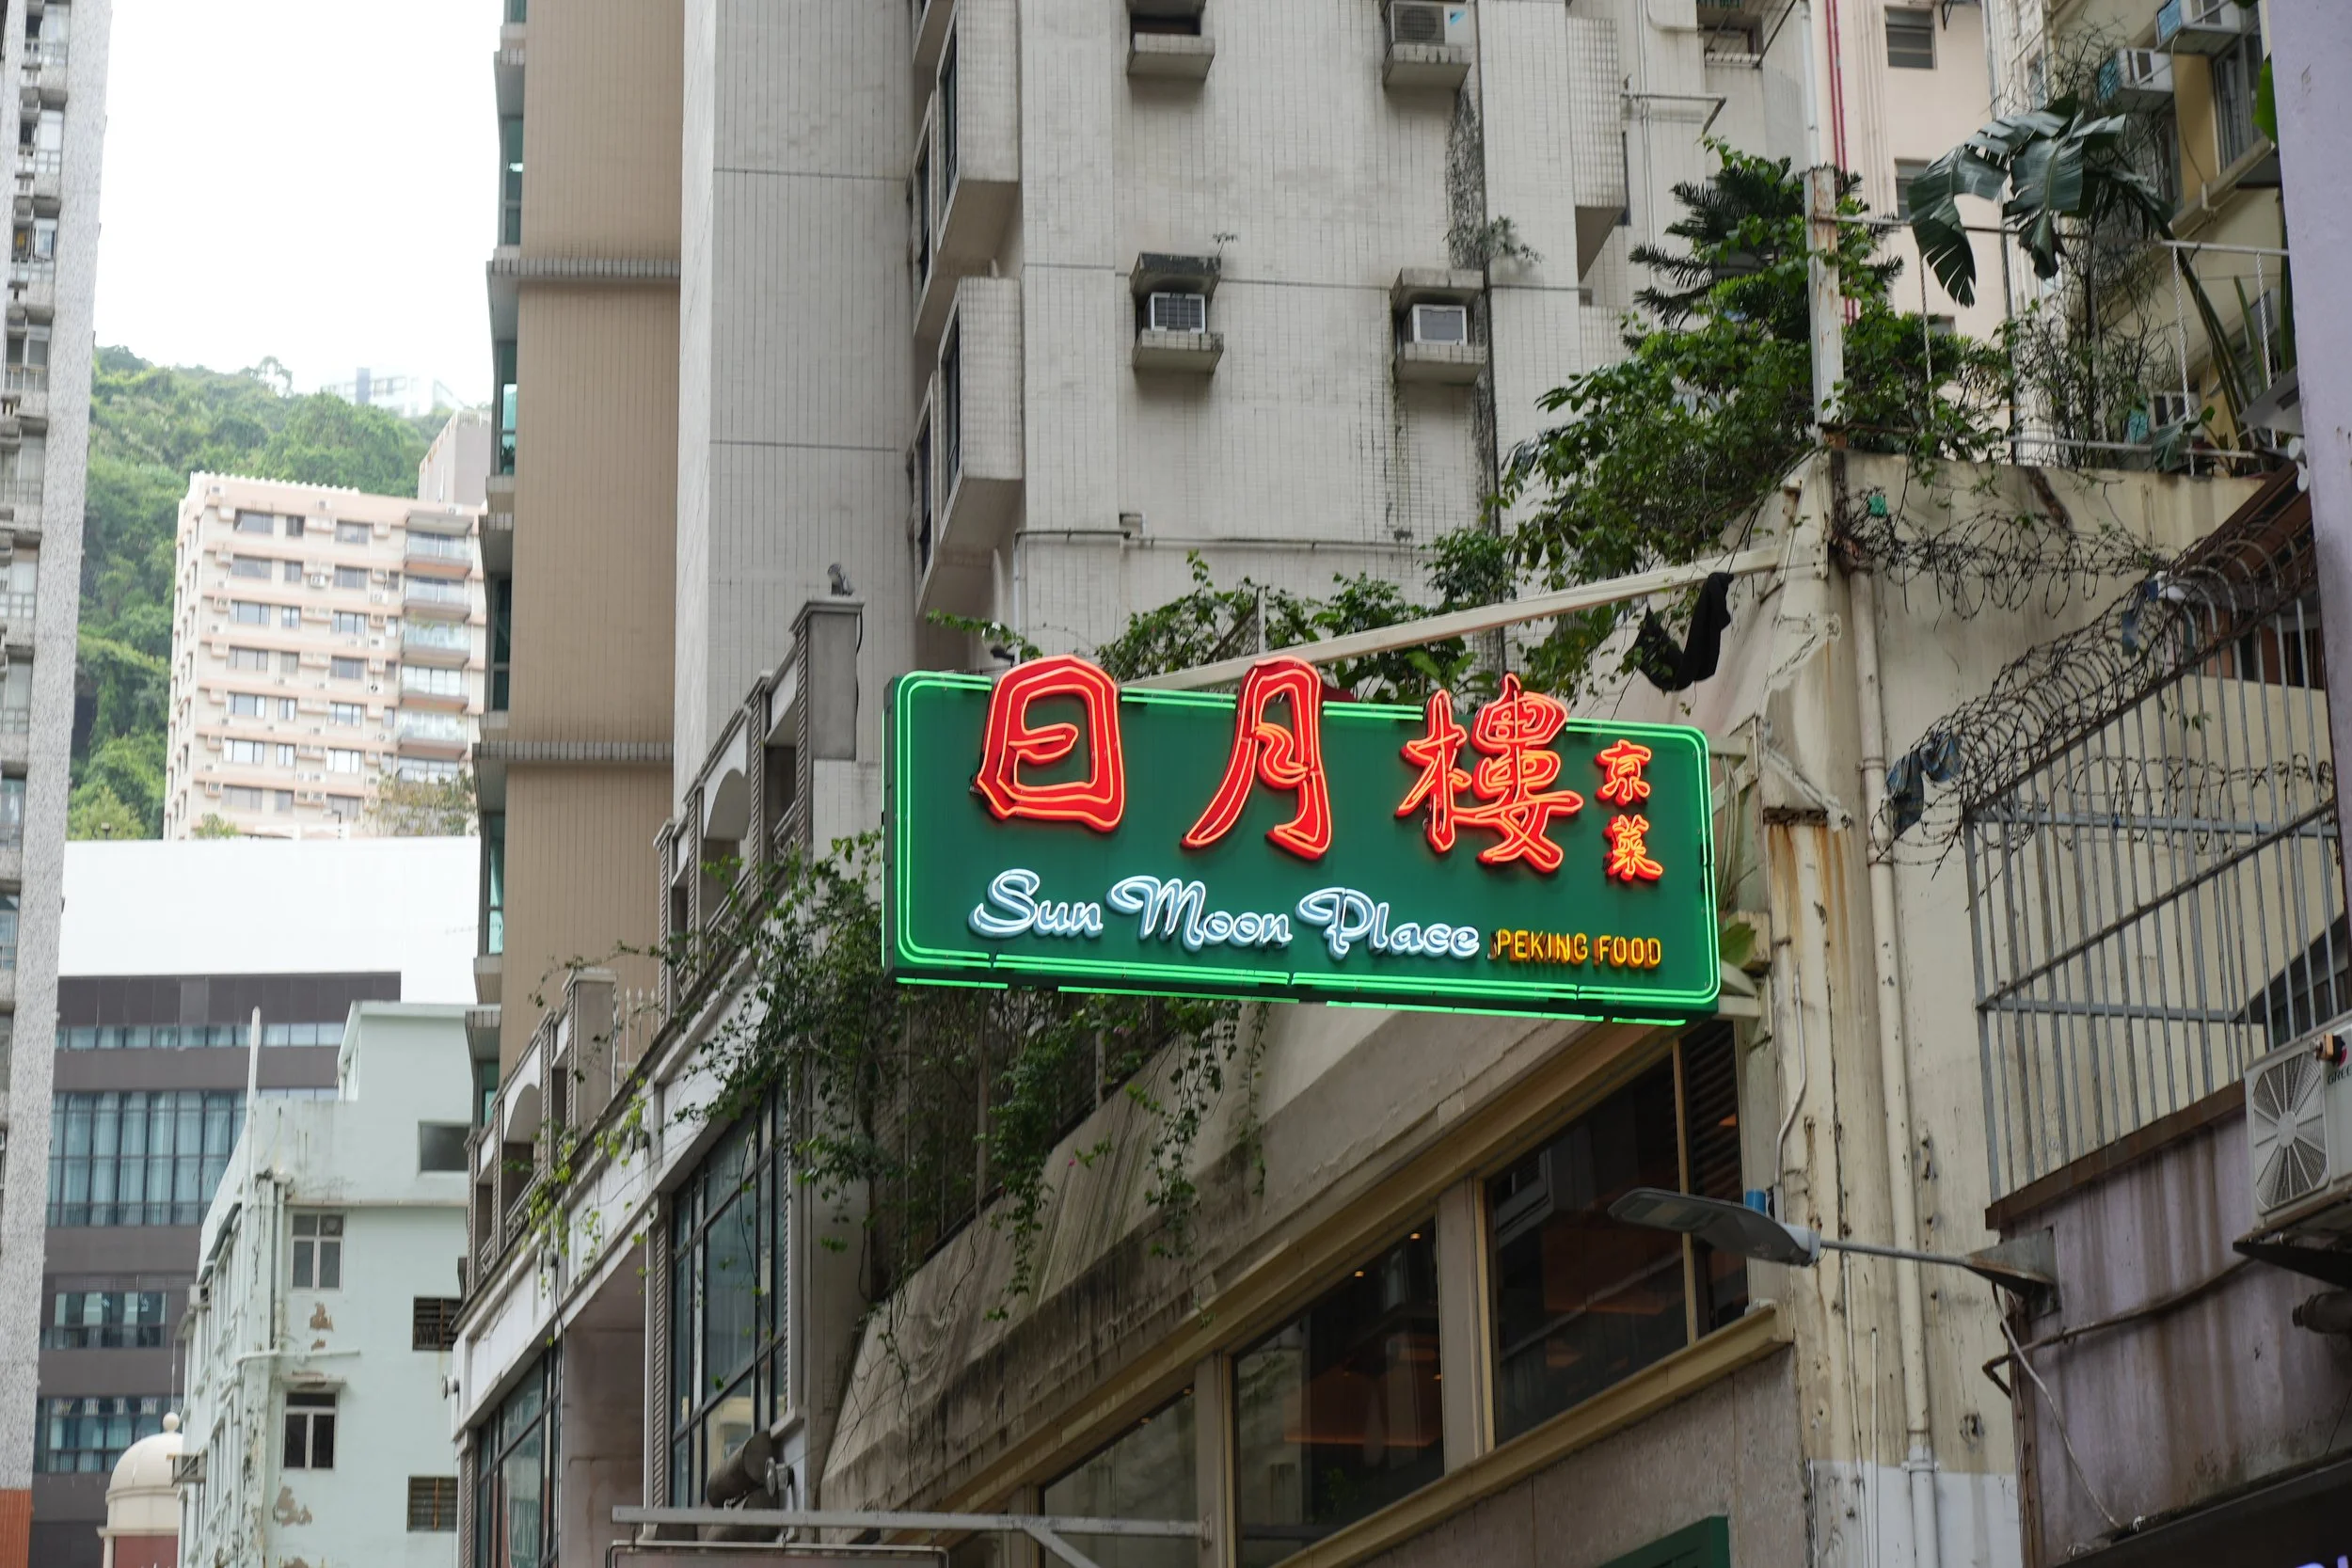 日月樓
京菜
Sun Moon Place
PEKING FOOD